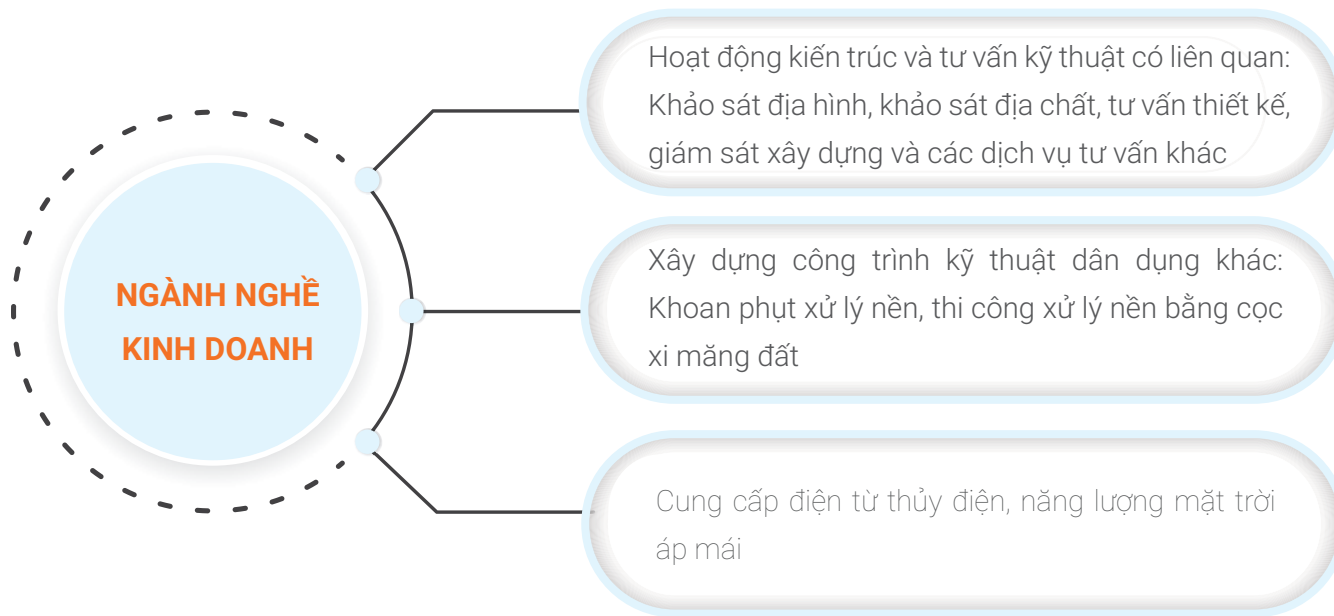 NGÀNH NGHỀ
KINH DOANH
Hoạt động kiến trúc và tư vấn kỹ thuật có liên quan:
Khảo sát địa hình, khảo sát địa chất, tư vấn thiết kế,
giám sát xây dựng và các dịch vụ tư vấn khác
Xây dựng công trình kỹ thuật dân dụng khác:
Khoan phụt xử lý nền, thi công xử lý nền bằng cọc
xi măng đất
Cung cấp điện từ thủy điện, năng lượng mặt trời
áp mái